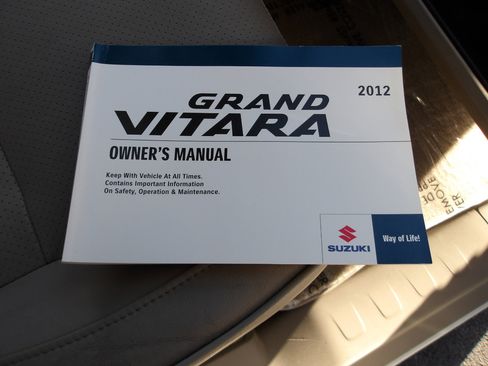 GRAND
VITARA
2012
OWNER'S MANUAL
Keep With Vehicle At All Times.
Contains Important Information
On Safety, Operation & Maintenance.
SUZUKI
Way of Life!
REMOVE